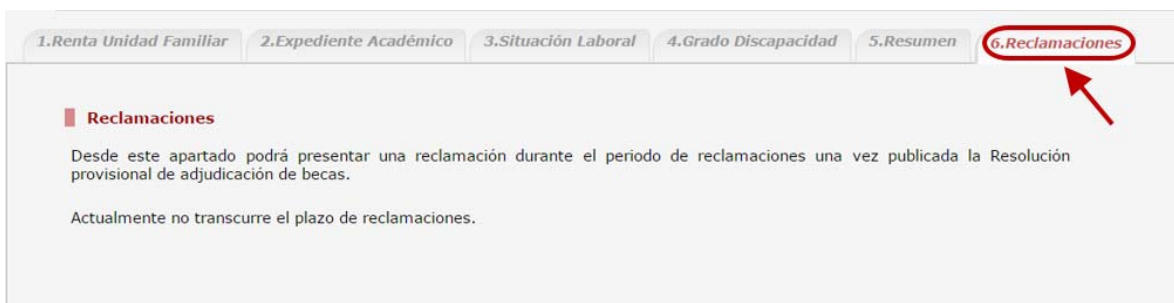 1.Renta Unidad Familiar 2.Expediente Académico 3.Situación Laboral 4.Grado Discapacidad 5.Resumen 6.Reclamaciones
Reclamaciones
Desde este apartado podrá presentar una reclamación durante el periodo de reclamaciones una vez publicada la Resolución
provisional de adjudicación de becas.
Actualmente no transcurre el plazo de reclamaciones.